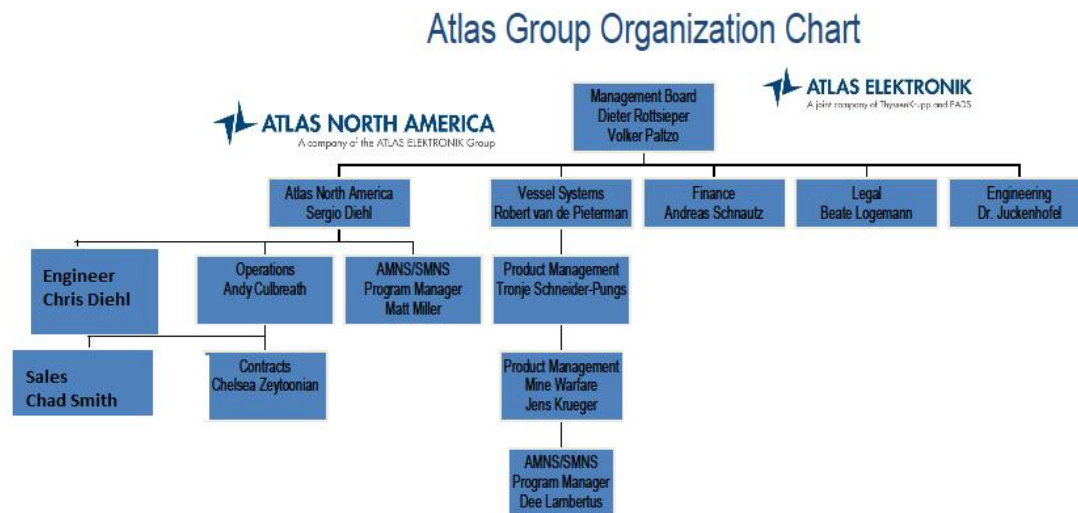 Atlas Group Organization Chart
ATLAS NORTH AMERICA
A company of the ATLAS ELEKTRONIK Group
ATLAS ELEKTRONIK
A joint company of ThyssenKrupp and EADS
Management Board
Dieter Rottsieper
Volker Paltzo
Atlas North America
Sergio Diehl
Vessel Systems
Robert van de Pieterman
Finance
Andreas Schnautz
Legal
Beate Logemann
Engineering
Dr. Juckenhofel
Engineer
Chris Diehl
Operations
Andy Culbreath
AMNS/SMNS
Program Manager
Matt Miller
Product Management
Tronje Schneider-Pungs
Sales
Chad Smith
Contracts
Chelsea Zeytoonian
Product Management
Mine Warfare
Jens Krueger
AMNS/SMNS
Program Manager
Dee Lambertus